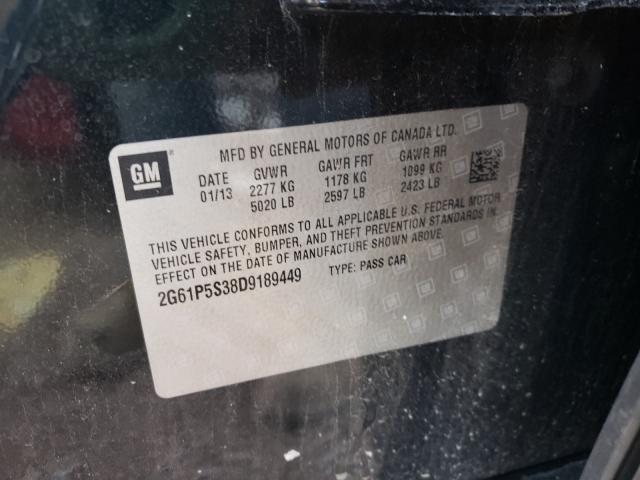 MFD BY GENERAL MOTORS OF CANADA LTD.
GM
DATE GVWR GAWR FRT GAWR RR
01/13 2277 KG 1178 KG 1099 KG
5020 LB 2597 LB 2423 LB
THIS VEHICLE CONFORMS TO ALL APPLICABLE U.S. FEDERAL MOTOR
VEHICLE SAFETY, BUMPER, AND THEFT PREVENTION STANDARDS IN
EFFECT ON THE DATE OF MANUFACTURE SHOWN ABOVE.
2G61P5S38D9189449 TYPE: PASS CAR